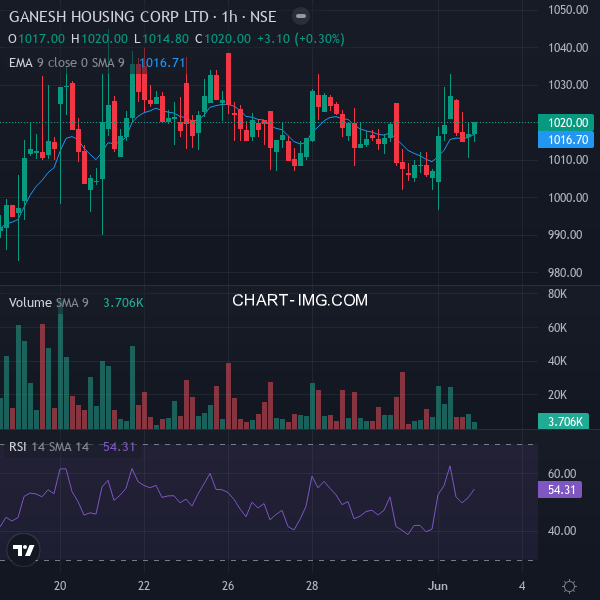 GANESH HOUSING CORP LTD · 1h · NSE
O1017.00 H1020.00 L1014.80 C1020.00 +3.10 (+0.30%)
EMA 9 close 0 SMA 9 1016.71
1050.00
1040.00
1030.00
1020.00
1016.70
1010.00
1000.00
990.00
980.00
Volume SMA 9 3.706K
CHART-IMG.COM
80K
60K
40K
20K
3.706K
RSI 14 SMA 14 54.31
60.00
54.31
40.00
20 22 26 28 Jun 4